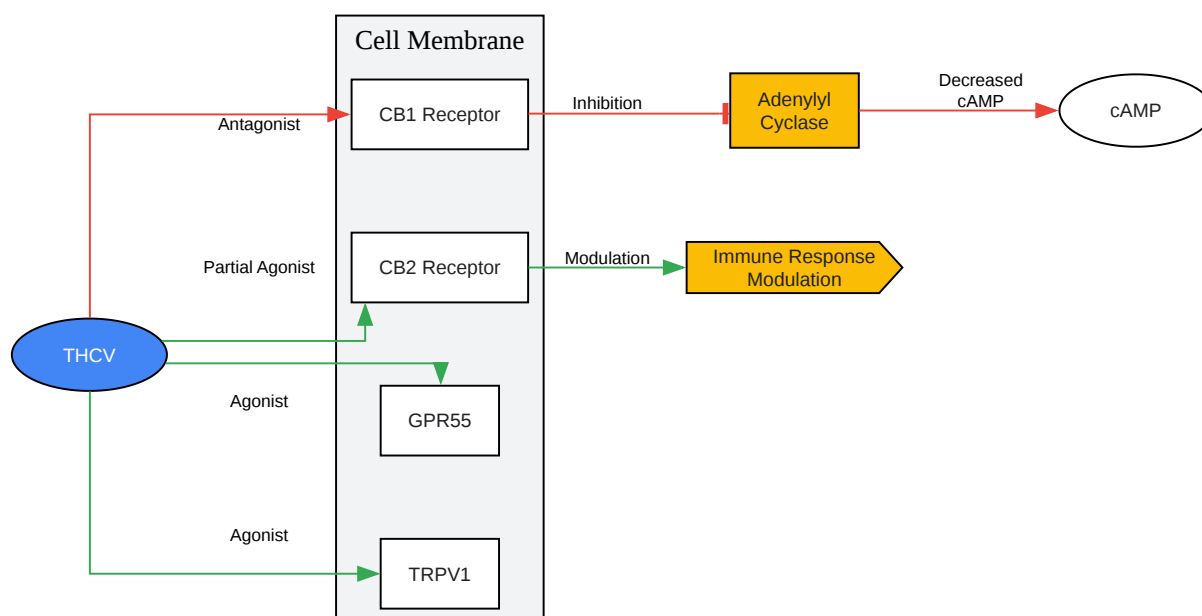 Cell Membrane
CB1 Receptor
Antagonist
Inhibition
Adenylyl
Cyclase
Decreased
cAMP
cAMP
Partial Agonist
CB2 Receptor
Modulation
Immune Response
Modulation
THCV
Agonist
GPR55
Agonist
TRPV1